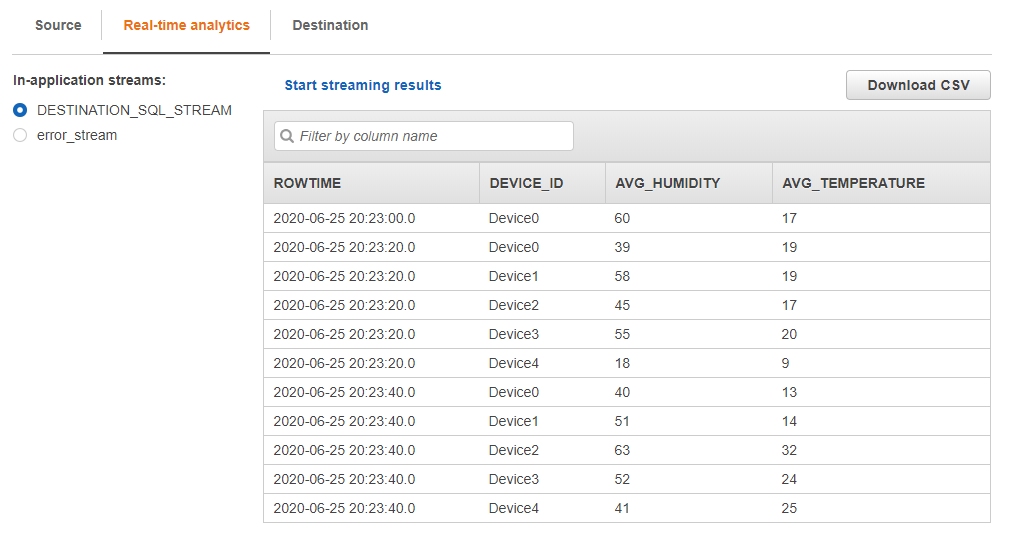 Source Real-time analytics Destination
In-application streams:
DESTINATION_SQL_STREAM
error_stream
Start streaming results Download CSV
Filter by column name
ROWTIME DEVICE_ID AVG_HUMIDITY AVG_TEMPERATURE
2020-06-25 20:23:00.0 Device0 60 17
2020-06-25 20:23:20.0 Device0 39 19
2020-06-25 20:23:20.0 Device1 58 19
2020-06-25 20:23:20.0 Device2 45 17
2020-06-25 20:23:20.0 Device3 55 20
2020-06-25 20:23:20.0 Device4 18 9
2020-06-25 20:23:40.0 Device0 40 13
2020-06-25 20:23:40.0 Device1 51 14
2020-06-25 20:23:40.0 Device2 63 32
2020-06-25 20:23:40.0 Device3 52 24
2020-06-25 20:23:40.0 Device4 41 25